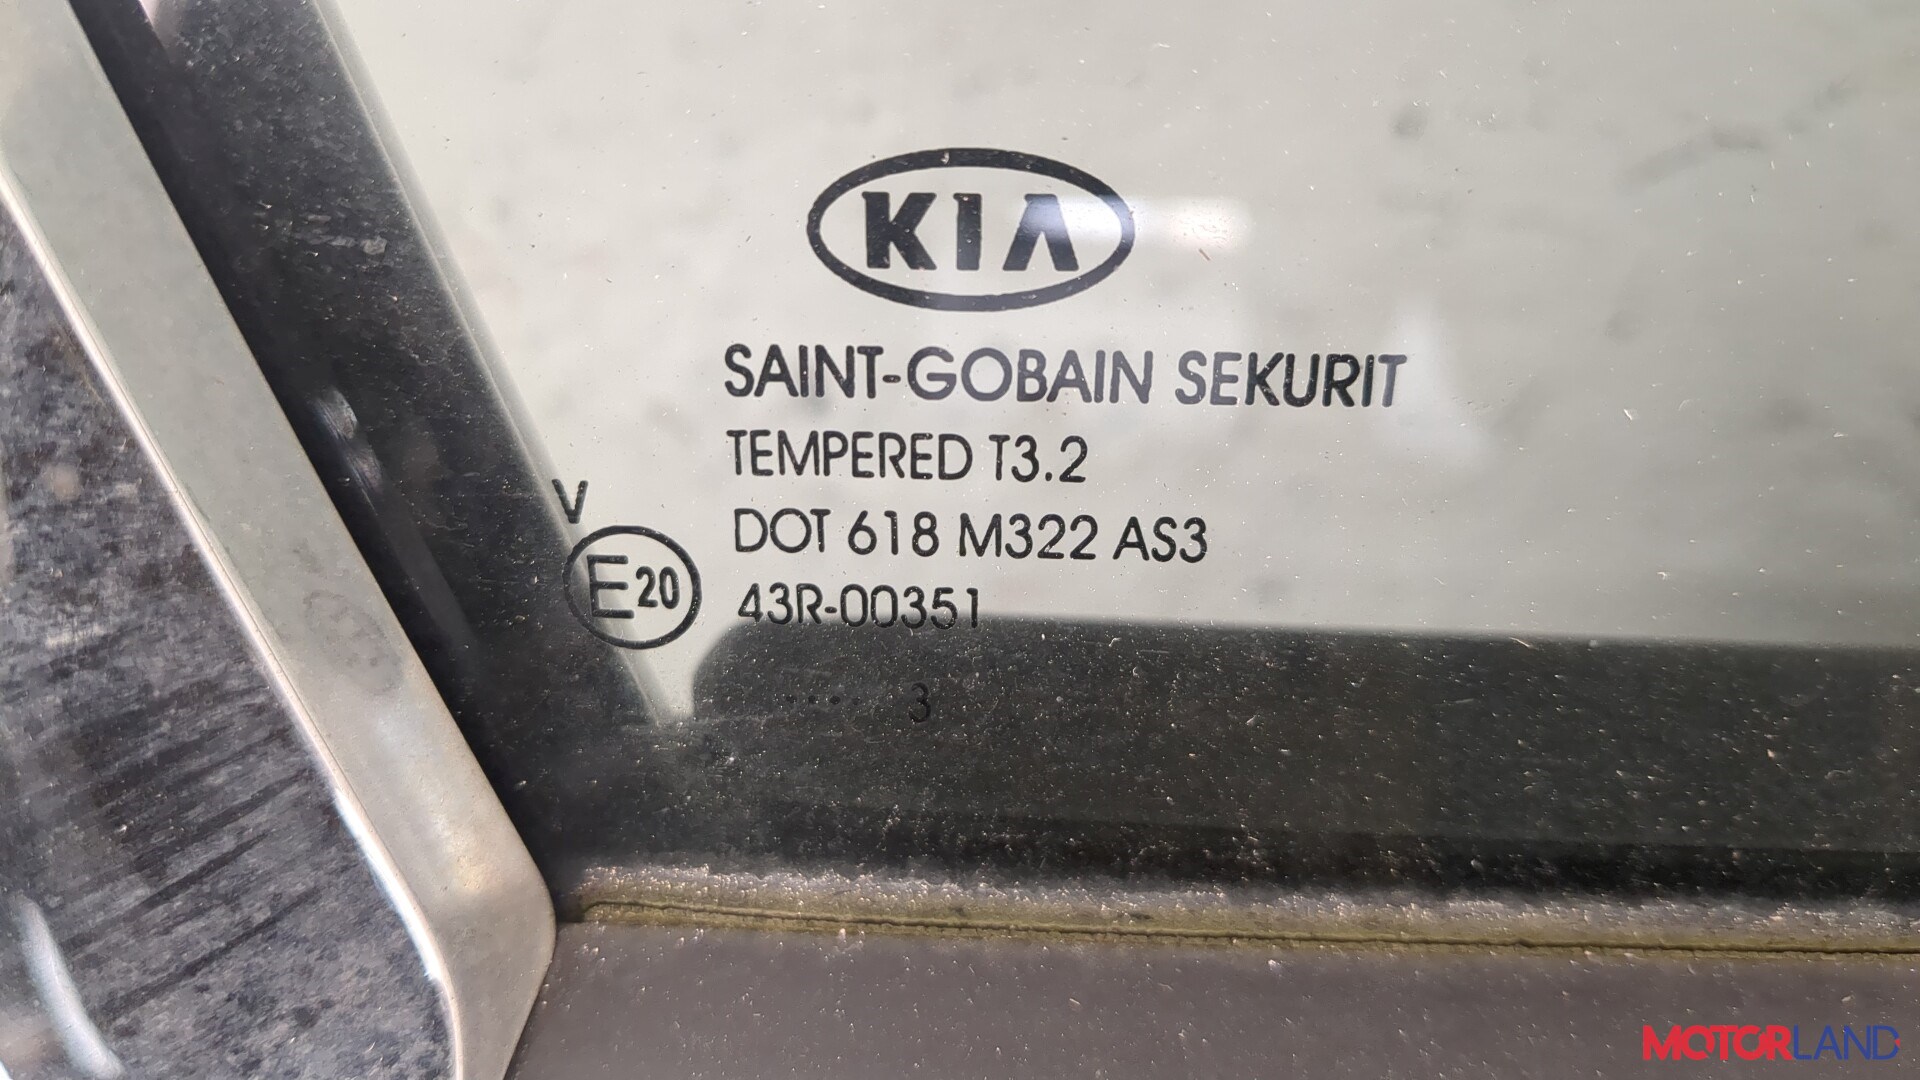 KIA
SAINT-GOBAIN SEKURIT
TEMPERED T3.2
V
DOT 618 M322 AS3
E20
43R-00351
.... 3
MOTORLAND